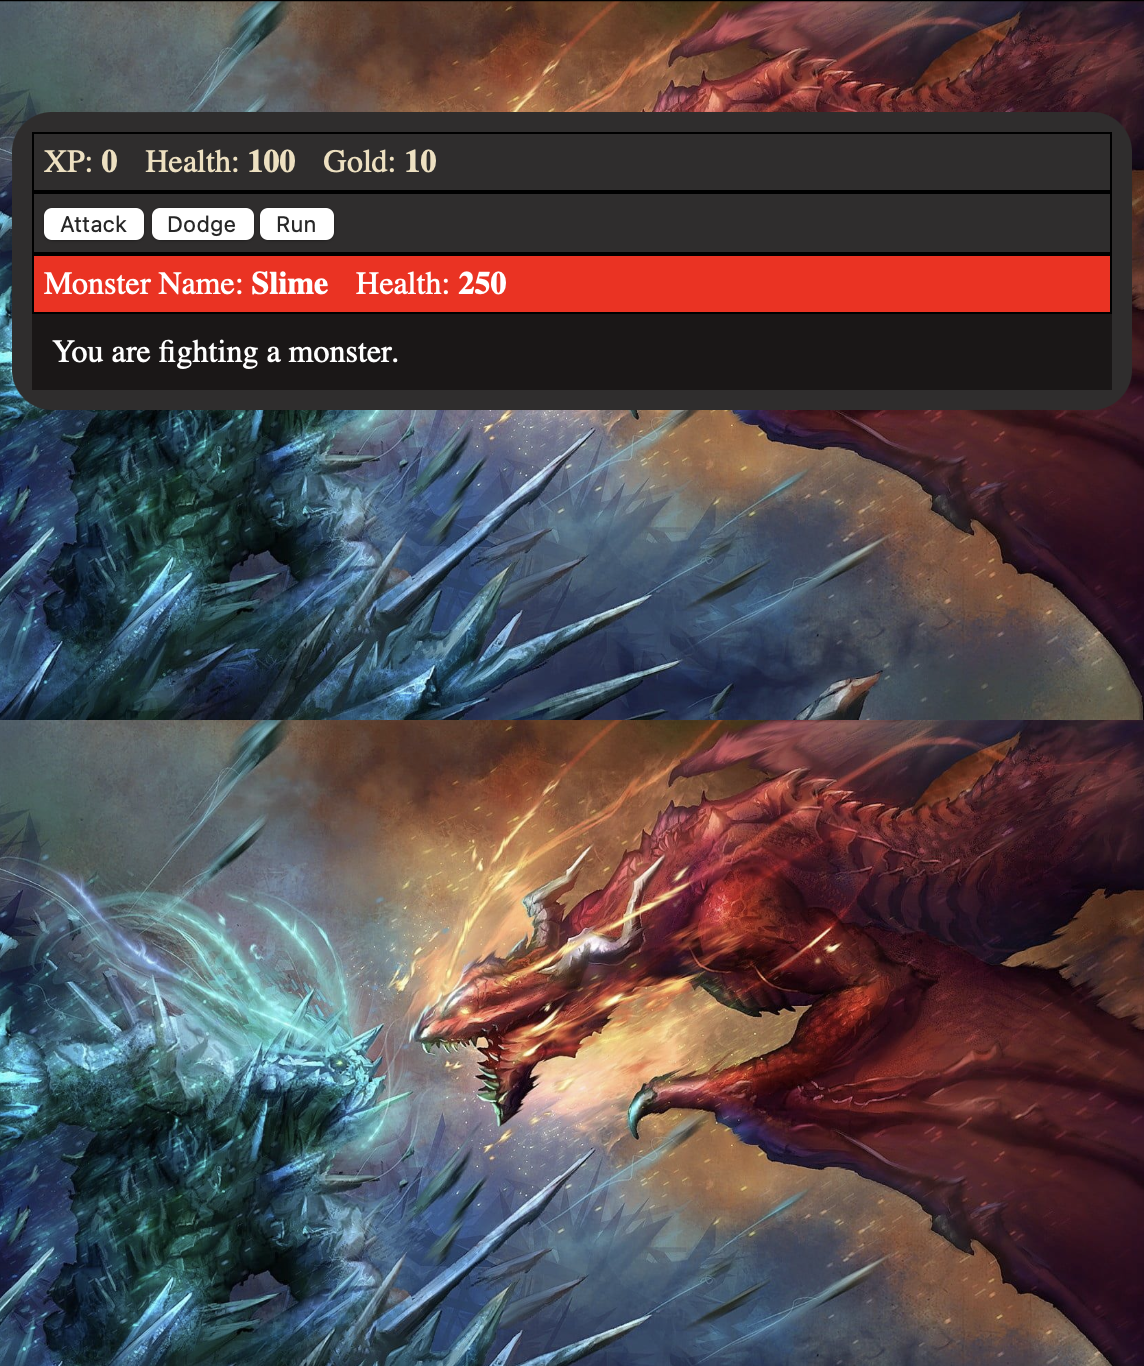 XP: 0 Health: 100 Gold: 10
Attack Dodge Run
Monster Name: Slime Health: 250
You are fighting a monster.